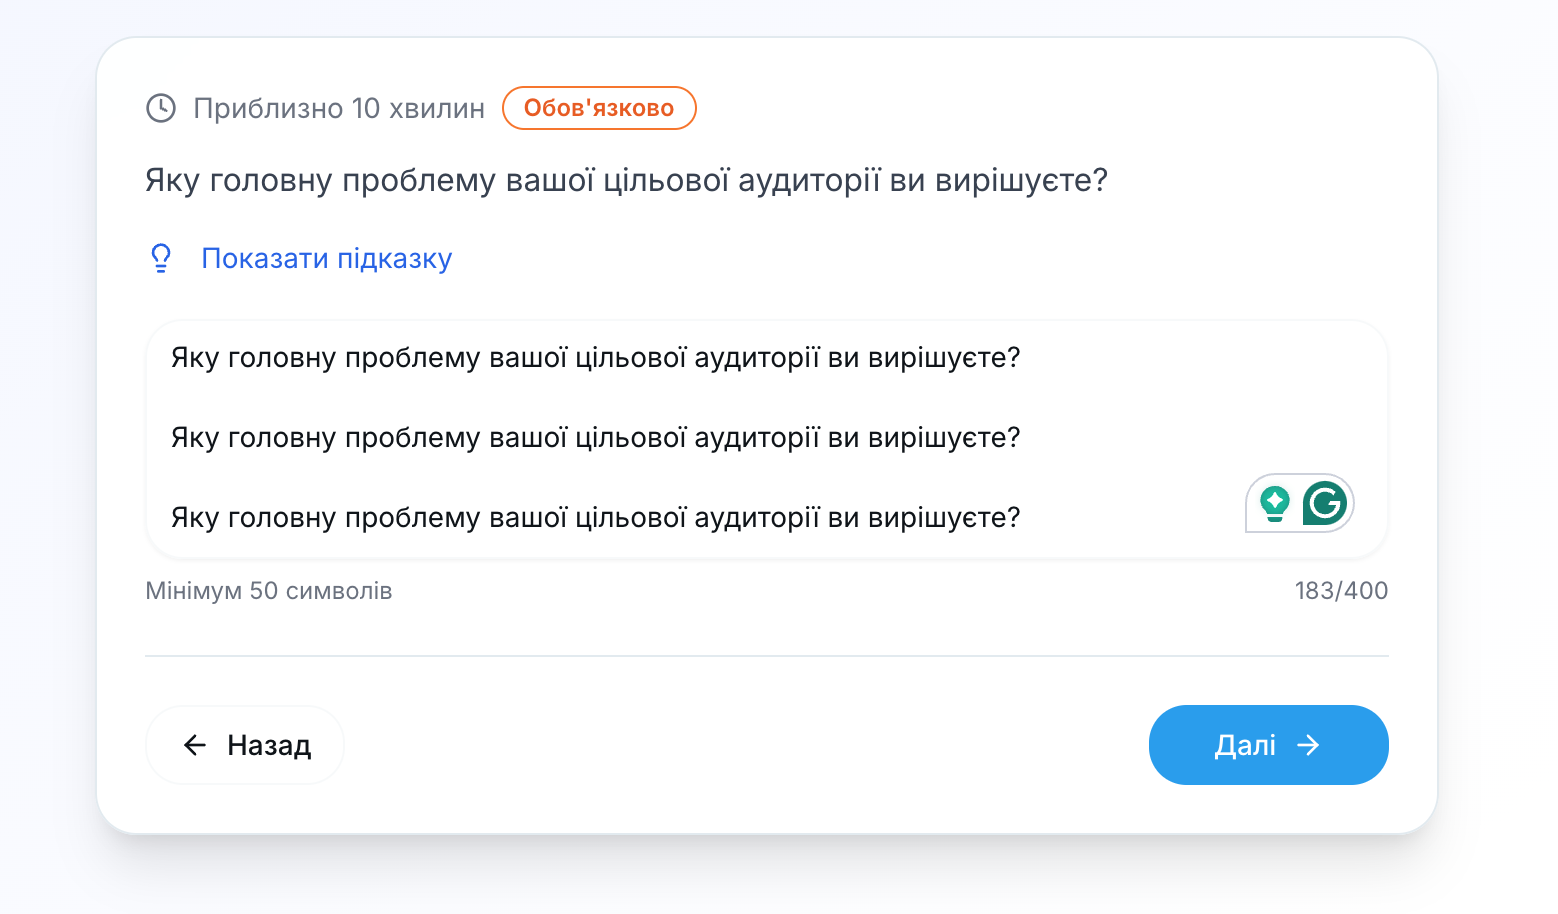 Приблизно 10 хвилин Обов'язково
Яку головну проблему вашої цільової аудиторії ви вирішуєте?
Показати підказку
Яку головну проблему вашої цільової аудиторії ви вирішуєте?
Яку головну проблему вашої цільової аудиторії ви вирішуєте?
Яку головну проблему вашої цільової аудиторії ви вирішуєте?
Мінімум 50 символів 183/400
Назад Далі